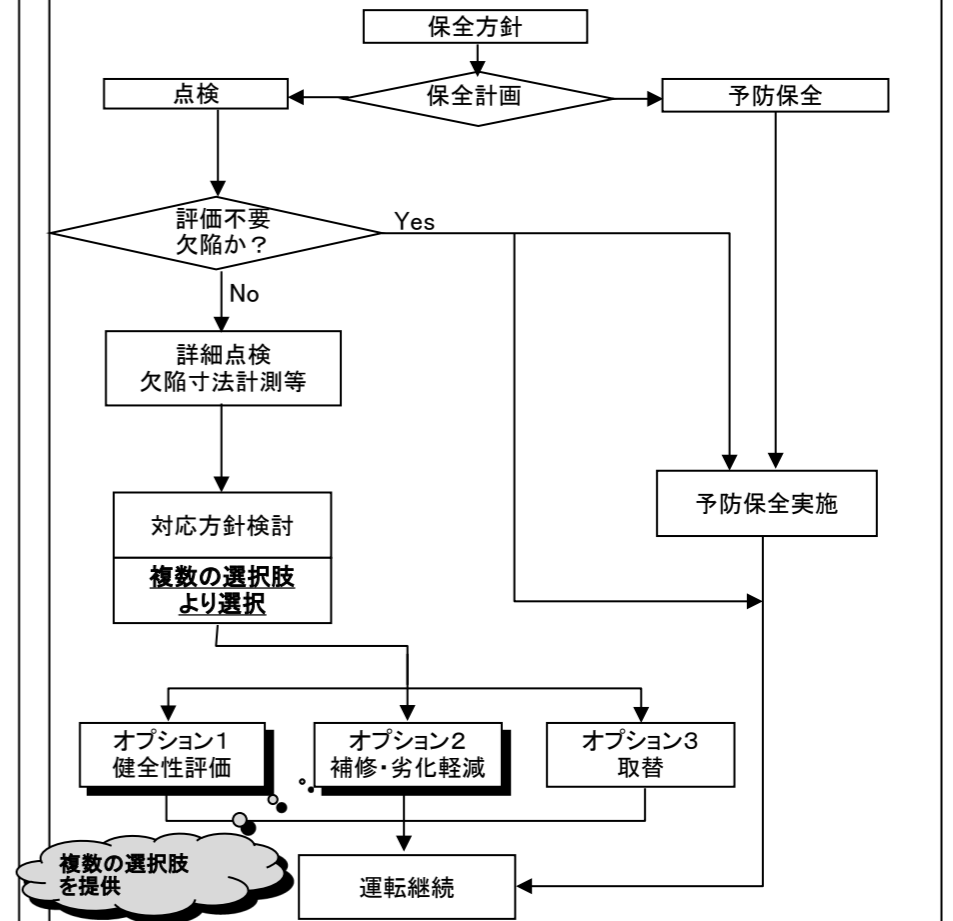 保全方針
点検
保全計画
予防保全
評価不要
欠陥か？
Yes
No
詳細点検
欠陥寸法計測等
予防保全実施
対応方針検討
複数の選択肢
より選択
オプション１
健全性評価
オプション２
補修・劣化軽減
オプション３
取替
複数の選択肢
を提供
運転継続